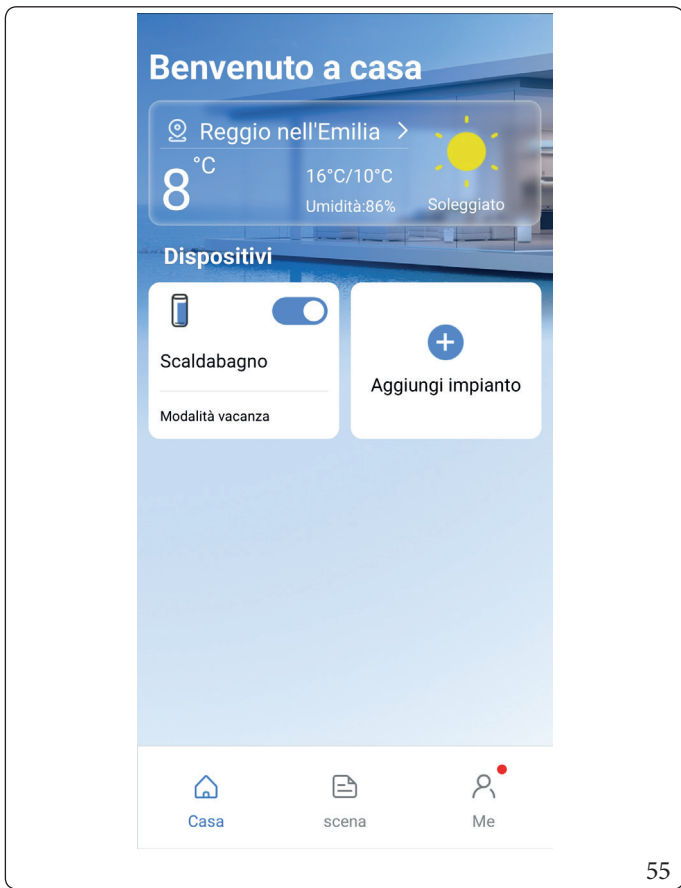 Benvenuto a casa
Reggio nell'Emilia >
8°C
16°C/10°C
Umidità:86%
Soleggiato
Dispositivi
Scaldabagno
Modalità vacanza
Aggiungi impianto
Casa
scena
Me
55